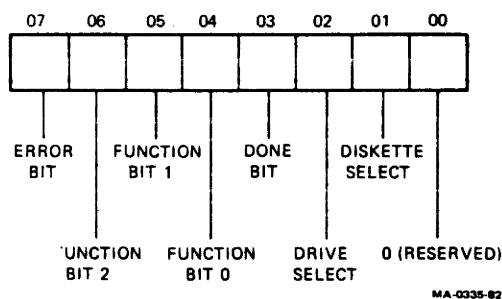 07 06 05 04 03 02 01 00
ERROR FUNCTION DONE DISKETTE
BIT BIT 1 BIT SELECT
UNCTION FUNCTION DRIVE 0 (RESERVED)
BIT 2 BIT 0 SELECT
MA-0335-82